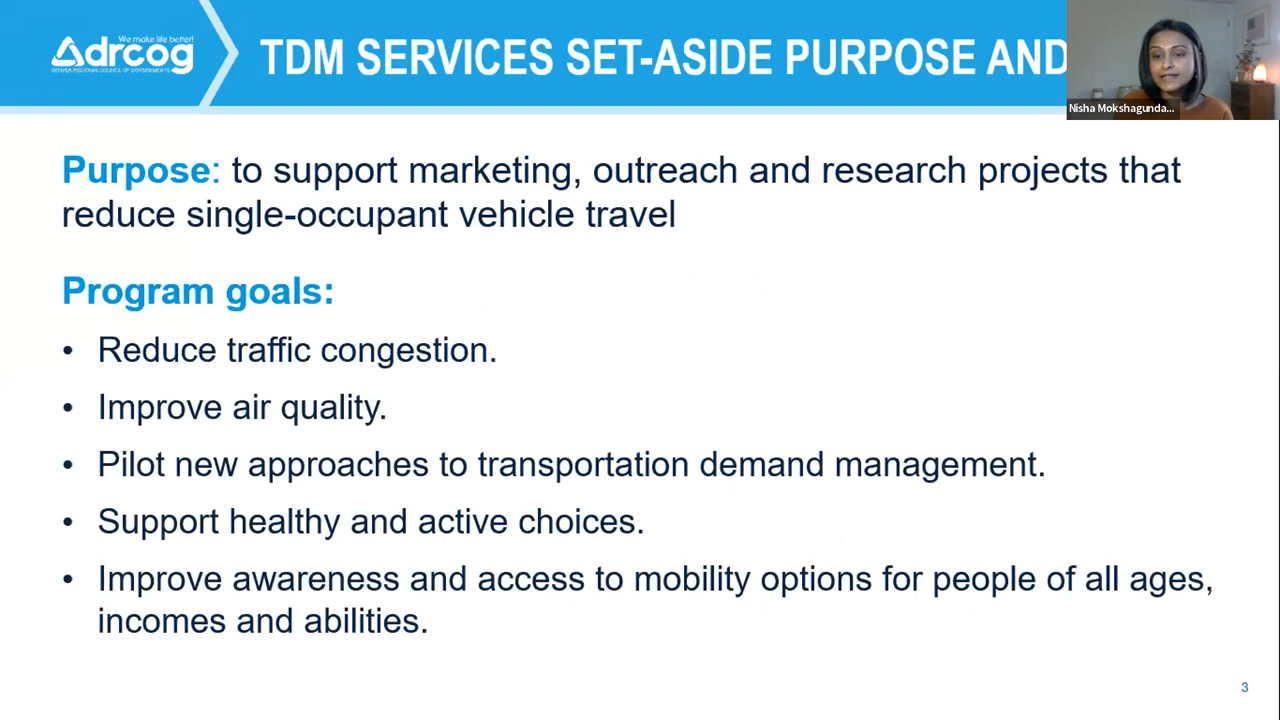 We make life better!
drcog
DENVER REGIONAL COUNCIL OF GOVERNMENTS
TDM SERVICES SET-ASIDE PURPOSE AND
Nisha Mokshagunda...
Purpose: to support marketing, outreach and research projects that
reduce single-occupant vehicle travel
Program goals:
• Reduce traffic congestion.
• Improve air quality.
• Pilot new approaches to transportation demand management.
• Support healthy and active choices.
• Improve awareness and access to mobility options for people of all ages,
incomes and abilities.
3